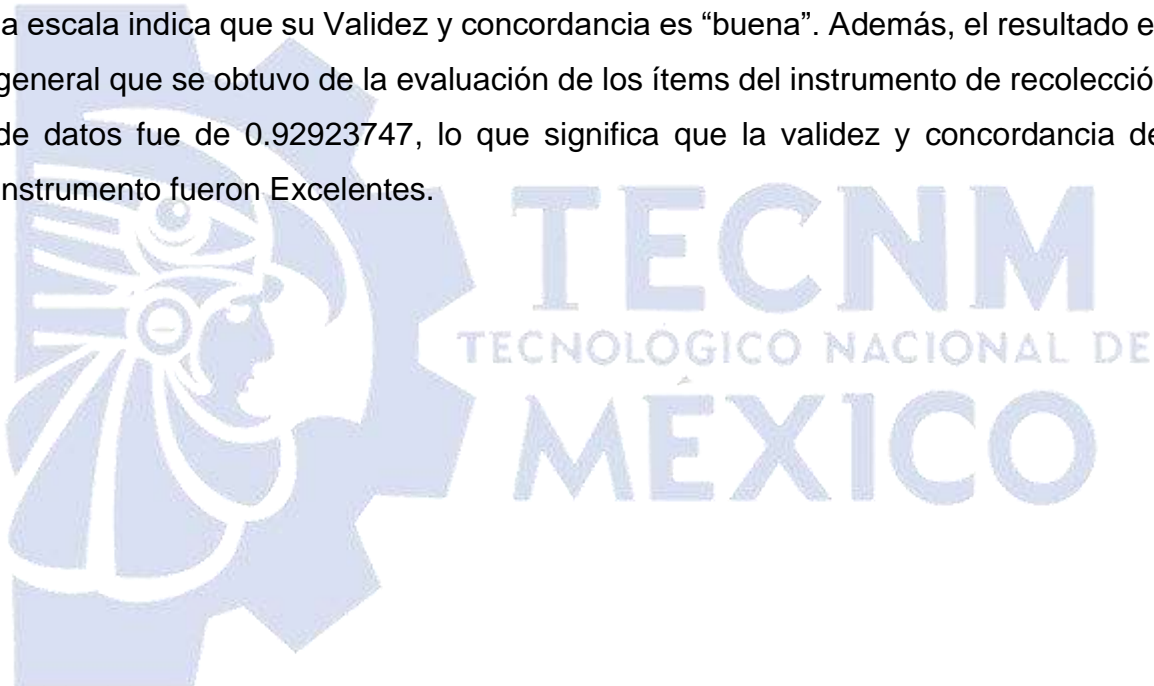 a escala indica que su Validez y concordancia es “buena”. Además, el resultado e
general que se obtuvo de la evaluación de los ítems del instrumento de recolecció
de datos fue de 0.92923747, lo que significa que la validez y concordancia de
nstrumento fueron Excelentes.
TECNM
TECNOLÓGICO NACIONAL DE
MÉXICO